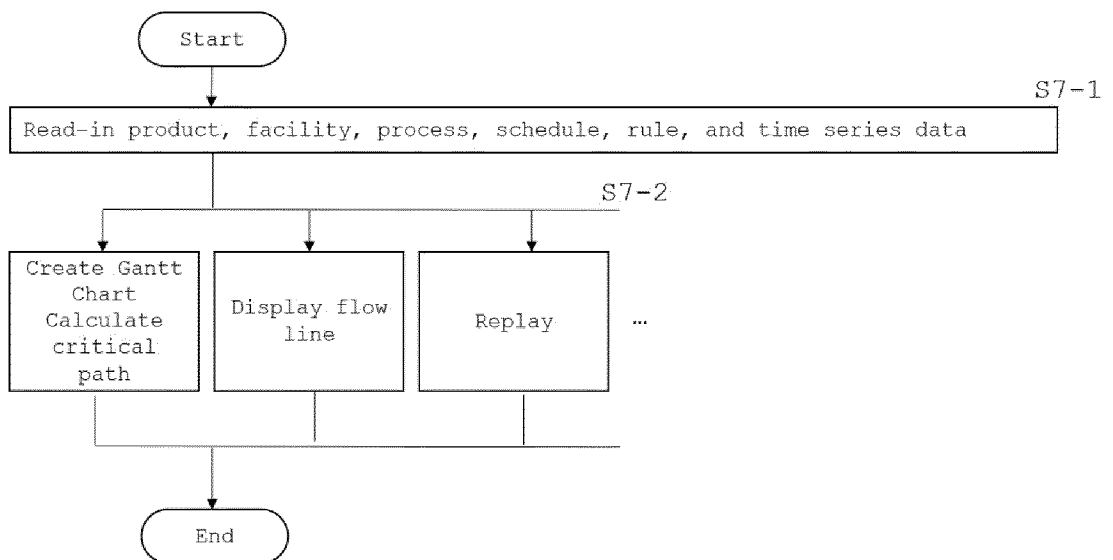 Start
S7-1
Read-in product, facility, process, schedule, rule, and time series data
S7-2
Create Gantt
Chart
Calculate
critical
path
Display flow
line
Replay
…
End